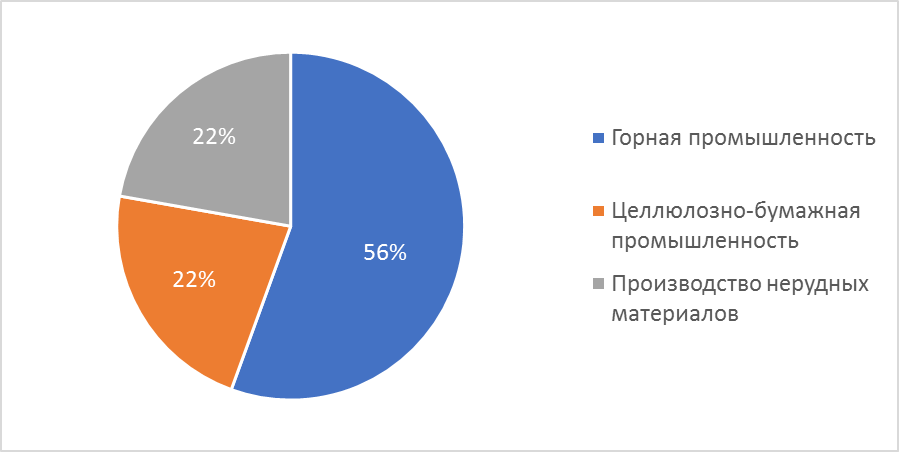 22%
56%
22%
Горная промышленность
Целлюлозно-бумажная
промышленность
Производство нерудных
материалов